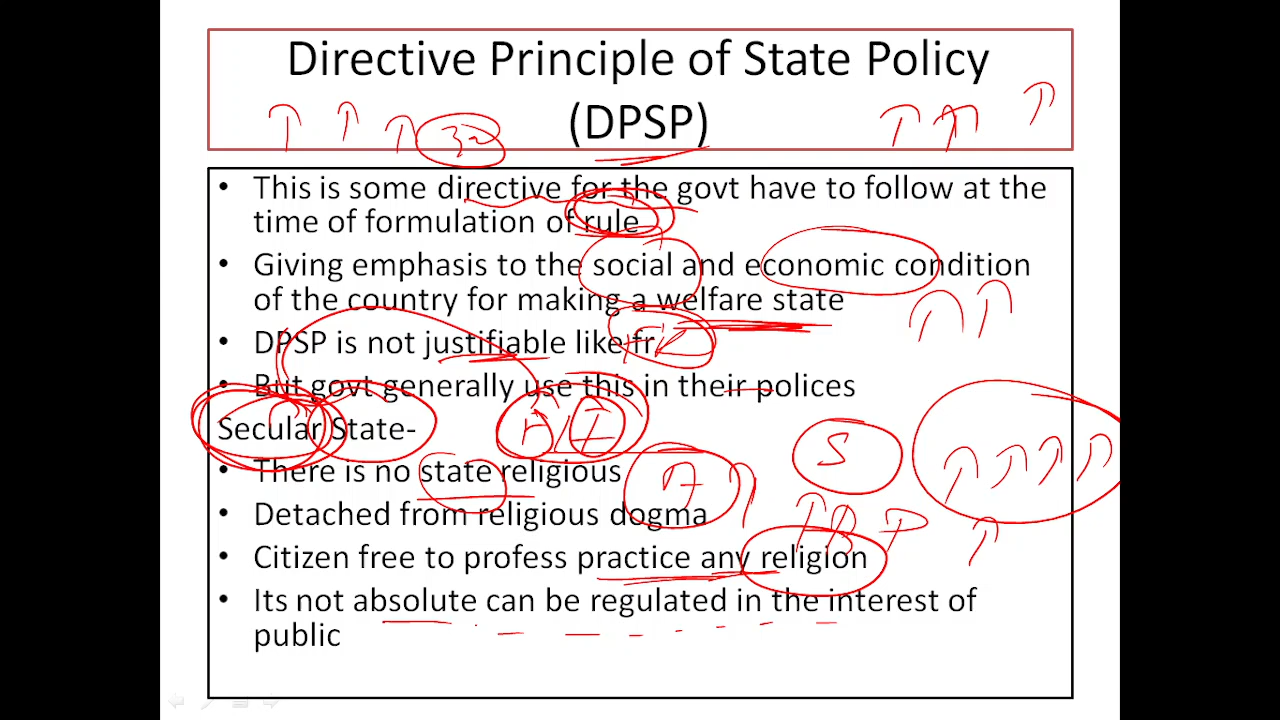 Directive Principle of State Policy
(DPSP)
• This is some directive for the govt have to follow at the
time of formulation of rule
• Giving emphasis to the social and economic condition
of the country for making a welfare state
• DPSP is not justifiable like fr
• But govt generally use this in their polices
Secular State-
• There is no state religious
• Detached from religious dogma
• Citizen free to profess practice any religion
• Its not absolute can be regulated in the interest of
public